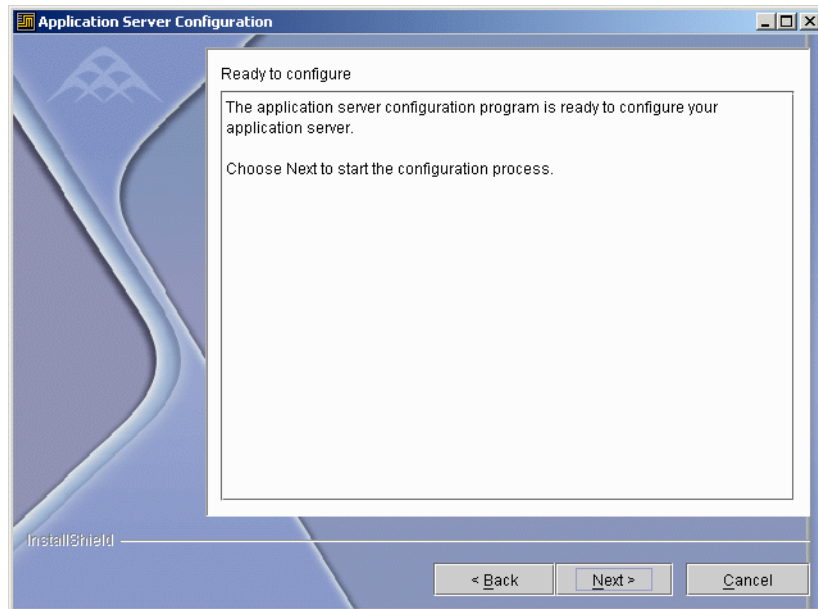 Application Server Configuration
Ready to configure
The application server configuration program is ready to configure your
application server.
Choose Next to start the configuration process.
InstallShield
< Back
Next >
Cancel